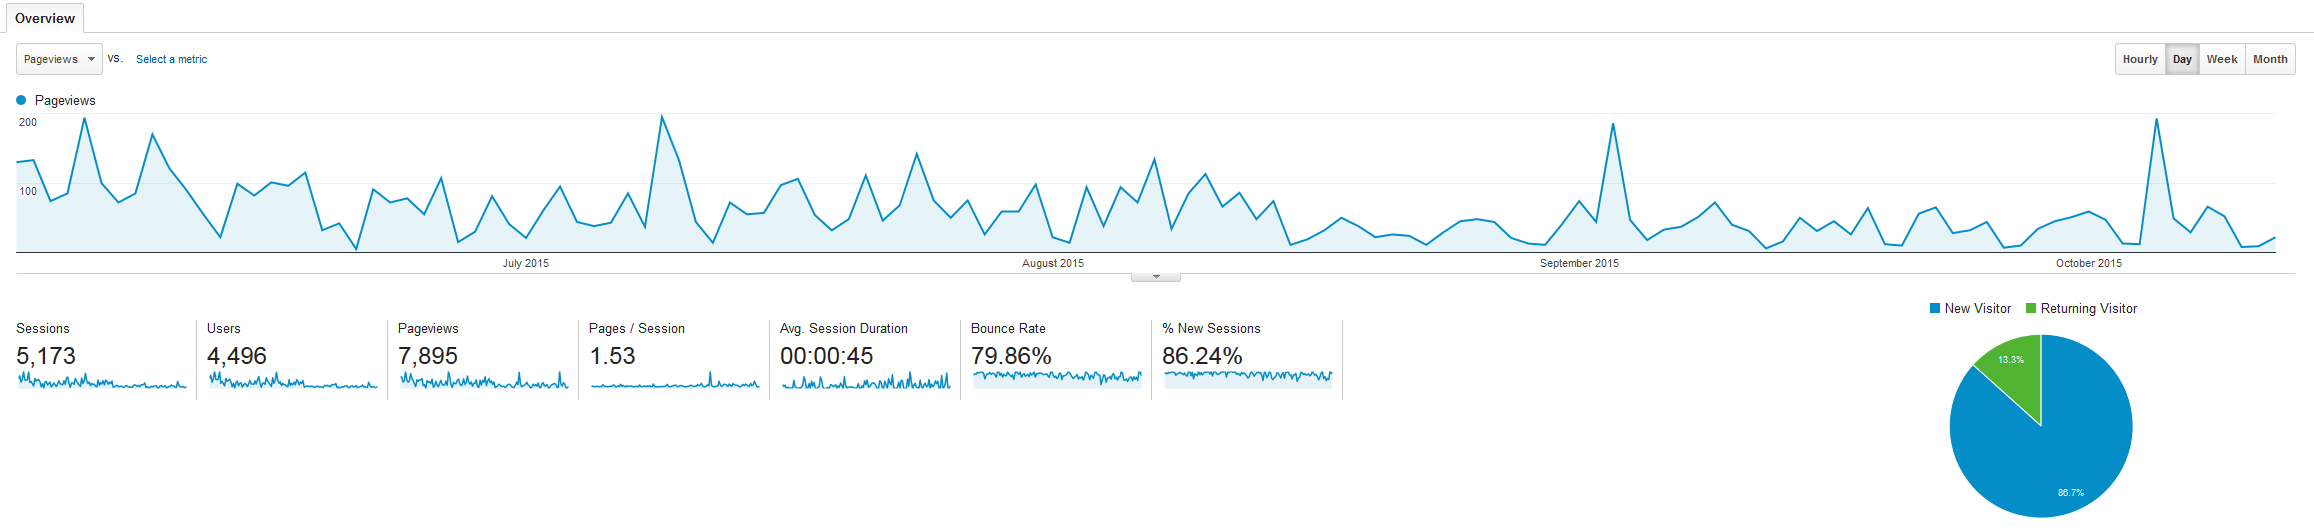 Overview
Pageviews vs. Select a metric
Hourly Day Week Month
Pageviews
200
100
July 2015 August 2015 September 2015 October 2015
New Visitor Returning Visitor
Sessions Users Pageviews Pages / Session Avg. Session Duration Bounce Rate % New Sessions
5,173 4,496 7,895 1.53 00:00:45 79.86% 86.24%
13.3%
86.7%